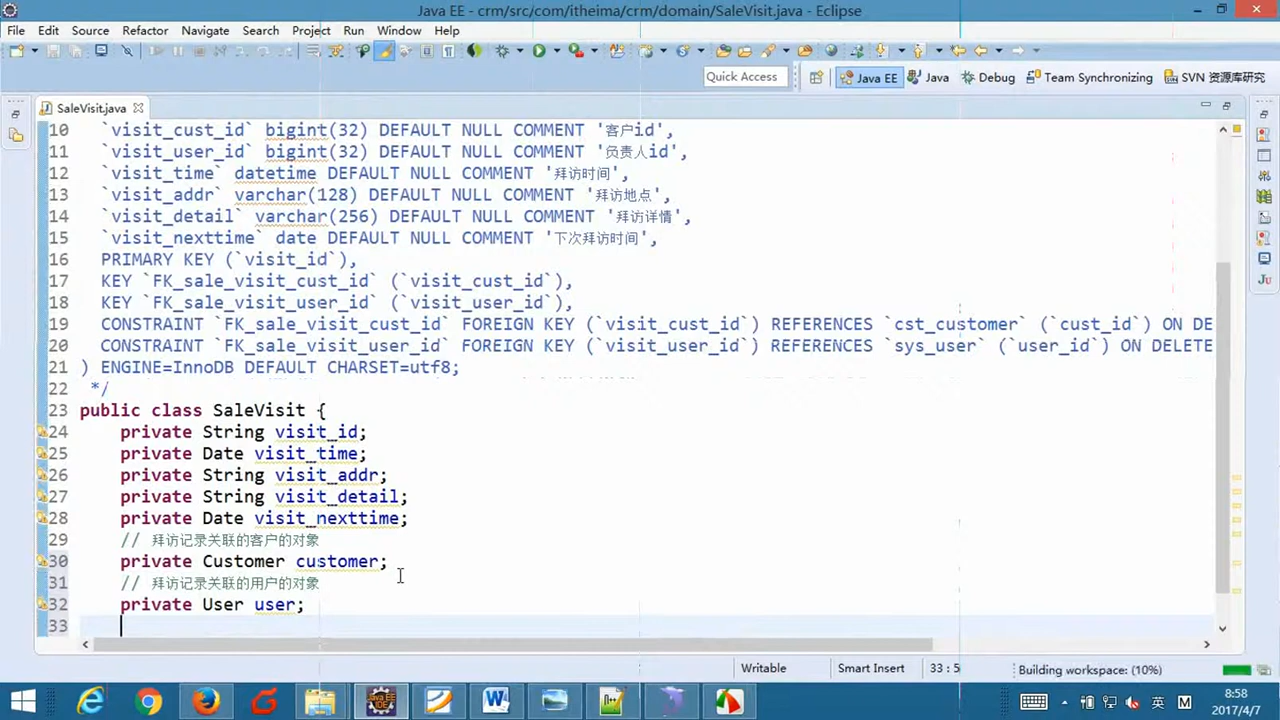 Java EE - crm/src/com/itheima/crm/domain/SaleVisit.java - Eclipse
File Edit Source Refactor Navigate Search Project Run Window Help
Quick Access Java EE Java Debug Team Synchronizing SVN 资源库研究
SaleVisit.java
10 `visit_cust_id` bigint(32) DEFAULT NULL COMMENT '客户id',
11 `visit_user_id` bigint(32) DEFAULT NULL COMMENT '负责人id',
12 `visit_time` datetime DEFAULT NULL COMMENT '拜访时间',
13 `visit_addr` varchar(128) DEFAULT NULL COMMENT '拜访地点',
14 `visit_detail` varchar(256) DEFAULT NULL COMMENT '拜访详情',
15 `visit_nexttime` date DEFAULT NULL COMMENT '下次拜访时间',
16 PRIMARY KEY (`visit_id`),
17 KEY `FK_sale_visit_cust_id` (`visit_cust_id`),
18 KEY `FK_sale_visit_user_id` (`visit_user_id`),
19 CONSTRAINT `FK_sale_visit_cust_id` FOREIGN KEY (`visit_cust_id`) REFERENCES `cst_customer` (`cust_id`) ON DE
20 CONSTRAINT `FK_sale_visit_user_id` FOREIGN KEY (`visit_user_id`) REFERENCES `sys_user` (`user_id`) ON DELETE
21 ) ENGINE=InnoDB DEFAULT CHARSET=utf8;
22 */
23 public class SaleVisit {
24 private String visit_id;
25 private Date visit_time;
26 private String visit_addr;
27 private String visit_detail;
28 private Date visit_nexttime;
29 // 拜访记录关联的客户的对象
30 private Customer customer;
31 // 拜访记录关联的用户的对象
32 private User user;
33
Writable Smart Insert 33 : 5 Building workspace: (10%)
英 M 8:58
2017/4/7